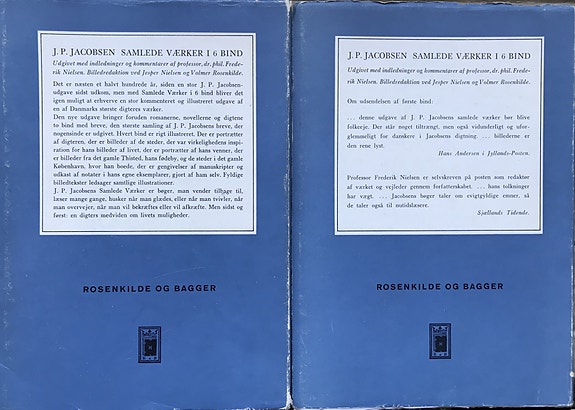 J. P. JACOBSEN SAMLEDE VÆRKER I 6 BIND
Udgivet med indledninger og kommentarer af professor, dr. phil. Frede-
rik Nielsen. Billedredaktion ved Jesper Nielsen og Volmer Rosenkilde.
Det er næsten et halvt hundrede år, siden en stor J. P. Jacobsen-
udgave sidst udkom, men med Samlede Værker i 6 bind bliver det
igen muligt at erhverve en stor kommenteret og illustreret udgave af
en af Danmarks største digteres værker.
Den nye udgave bringer foruden romanerne, novellerne og digtene
to bind med breve, den største samling af J. P. Jacobsens breve, der
nogensinde er udgivet. Hvert bind er rigt illustreret. Der er portrætter
af digteren, der er billeder af de steder, der var virkelighedens inspira-
tion for hans billeder af livet, der er portrætter af hans venner, der
er billeder fra det gamle Thisted, hans fødeby, og de steder i det gamle
København, hvor han boede, der er gengivelser af manuskripter og
udkast af notater i hans egne eksemplarer, gjort af ham selv. Fyldige
billedtekster ledsager samtlige illustrationer.
J. P. Jacobsens Samlede Værker er bøger, man vender tilbage til,
læser mange gange, husker når man glædes, eller når man tvivler, når
man overvejer, når man vil bekræftes eller vil afkræfte. Men sidst og
først: en digters medviden om livets muligheder.
ROSENKILDE OG BAGGER
J. P. JACOBSEN SAMLEDE VÆRKER I 6 BIND
Udgivet med indledninger og kommentarer af professor, dr. phil. Frede-
rik Nielsen. Billedredaktion ved Jesper Nielsen og Volmer Rosenkilde.
Om udsendelsen af første bind:
... denne udgave af J. P. Jacobsens samlede værker bør blive
folkeeje. Der står noget tiltrængt, men også vidunderligt og ufor-
glemmeligt for danskere i Jacobsens digtning. ... billederne er
den rene lyst.
Hans Andersen i Jyllands-Posten.
Professor Frederik Nielsen er selvskreven på posten som redaktør
af værket og vejleder gennem forfatterskabet. ... hans tolkninger
har vægt. ... Jacobsens bøger taler om evigtgyldige emner, så
de taler også til nutidslæsere.
Sjællands Tidende.
ROSENKILDE OG BAGGER